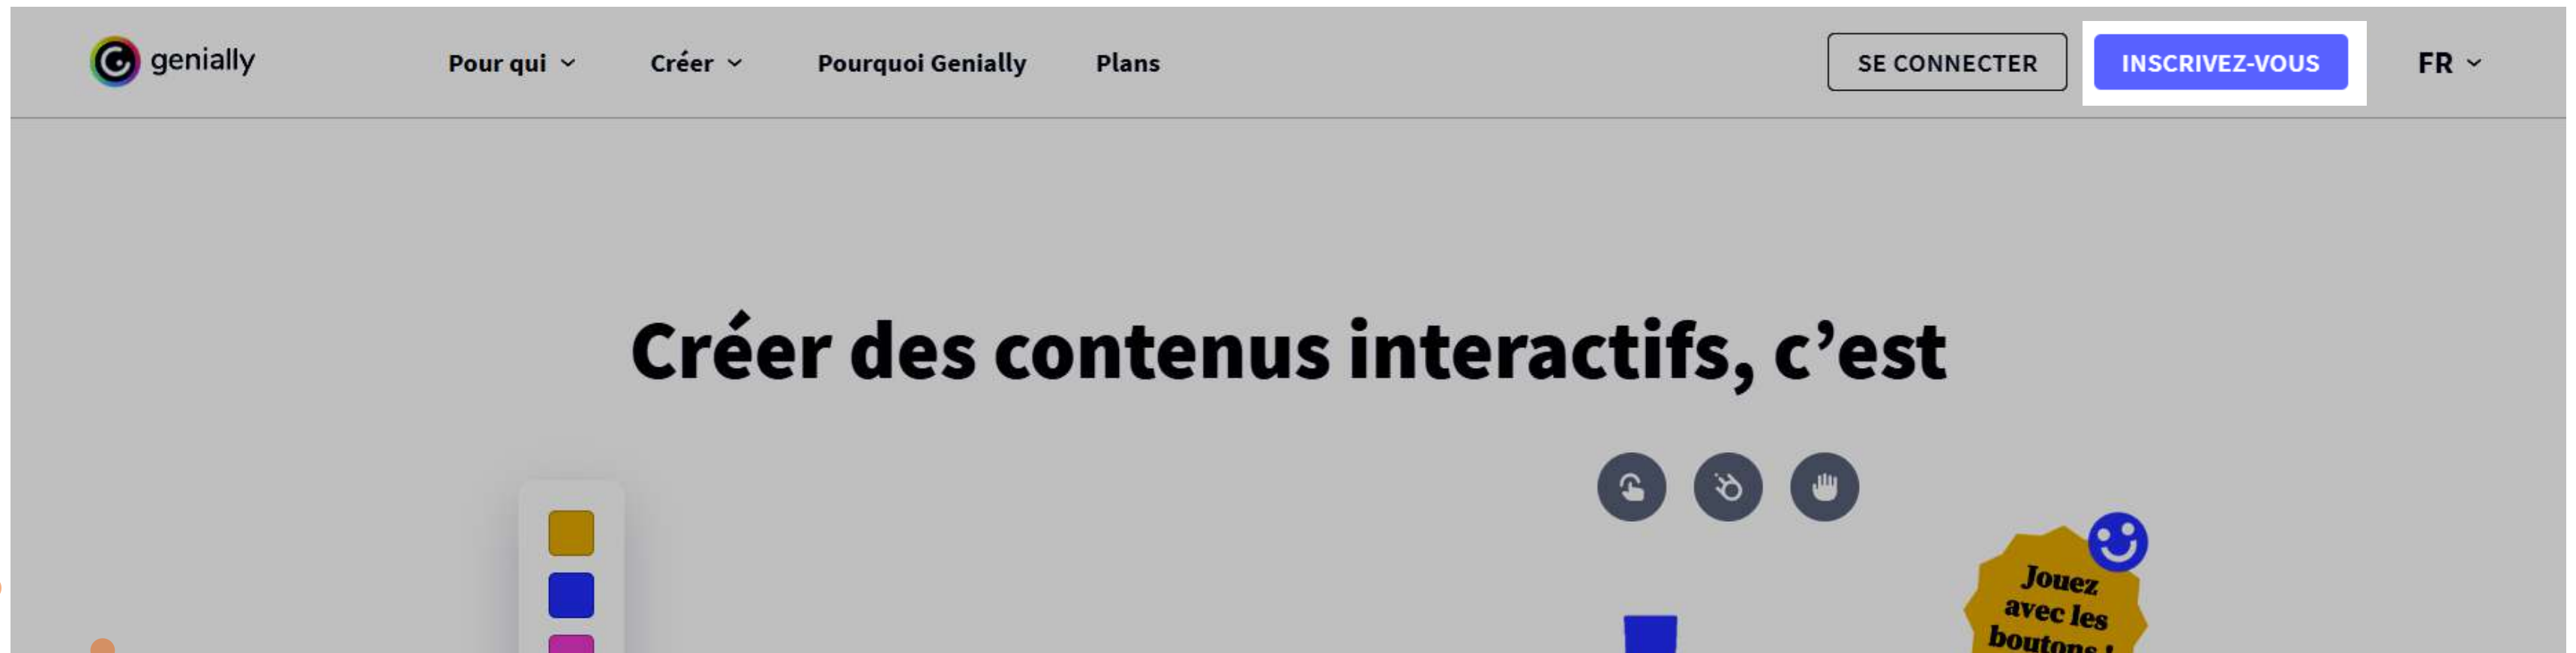 genially
Pour qui
Créer
Pourquoi Genially
Plans
SE CONNECTER
INSCRIVEZ-VOUS
FR
Créer des contenus interactifs, c’est
Jouez
avec les
boutons !